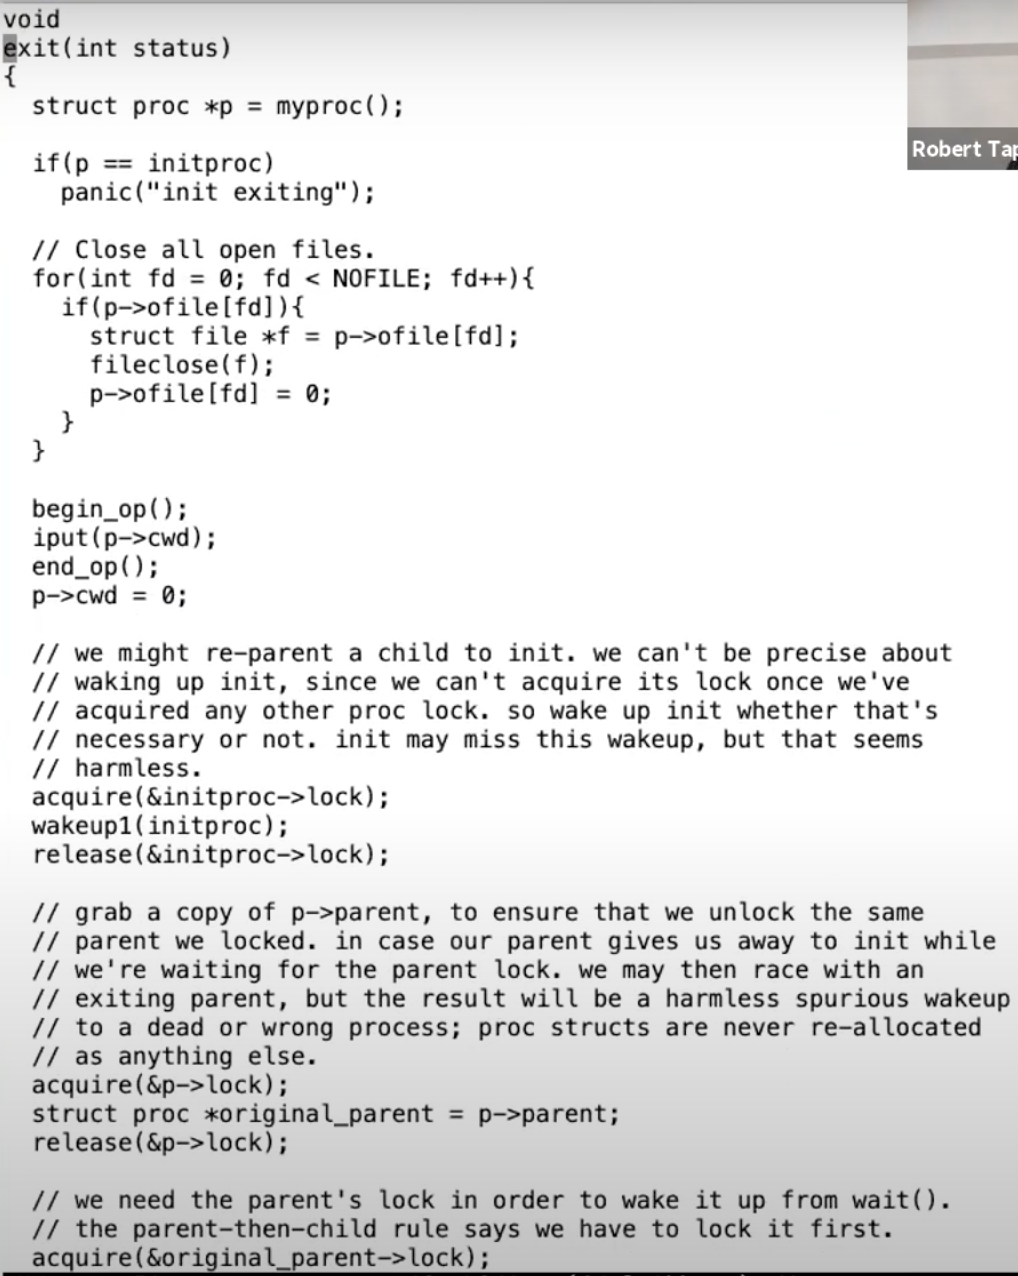 void
exit(int status)
{
  struct proc *p = myproc();

  if(p == initproc)
    panic("init exiting");

  // Close all open files.
  for(int fd = 0; fd < NOFILE; fd++){
    if(p->ofile[fd]){
      struct file *f = p->ofile[fd];
      fileclose(f);
      p->ofile[fd] = 0;
    }
  }

  begin_op();
  iput(p->cwd);
  end_op();
  p->cwd = 0;

  // we might re-parent a child to init. we can't be precise about
  // waking up init, since we can't acquire its lock once we've
  // acquired any other proc lock. so wake up init whether that's
  // necessary or not. init may miss this wakeup, but that seems
  // harmless.
  acquire(&initproc->lock);
  wakeup1(initproc);
  release(&initproc->lock);

  // grab a copy of p->parent, to ensure that we unlock the same
  // parent we locked. in case our parent gives us away to init while
  // we're waiting for the parent lock. we may then race with an
  // exiting parent, but the result will be a harmless spurious wakeup
  // to a dead or wrong process; proc structs are never re-allocated
  // as anything else.
  acquire(&p->lock);
  struct proc *original_parent = p->parent;
  release(&p->lock);

  // we need the parent's lock in order to wake it up from wait().
  // the parent-then-child rule says we have to lock it first.
  acquire(&original_parent->lock);
Robert Tap